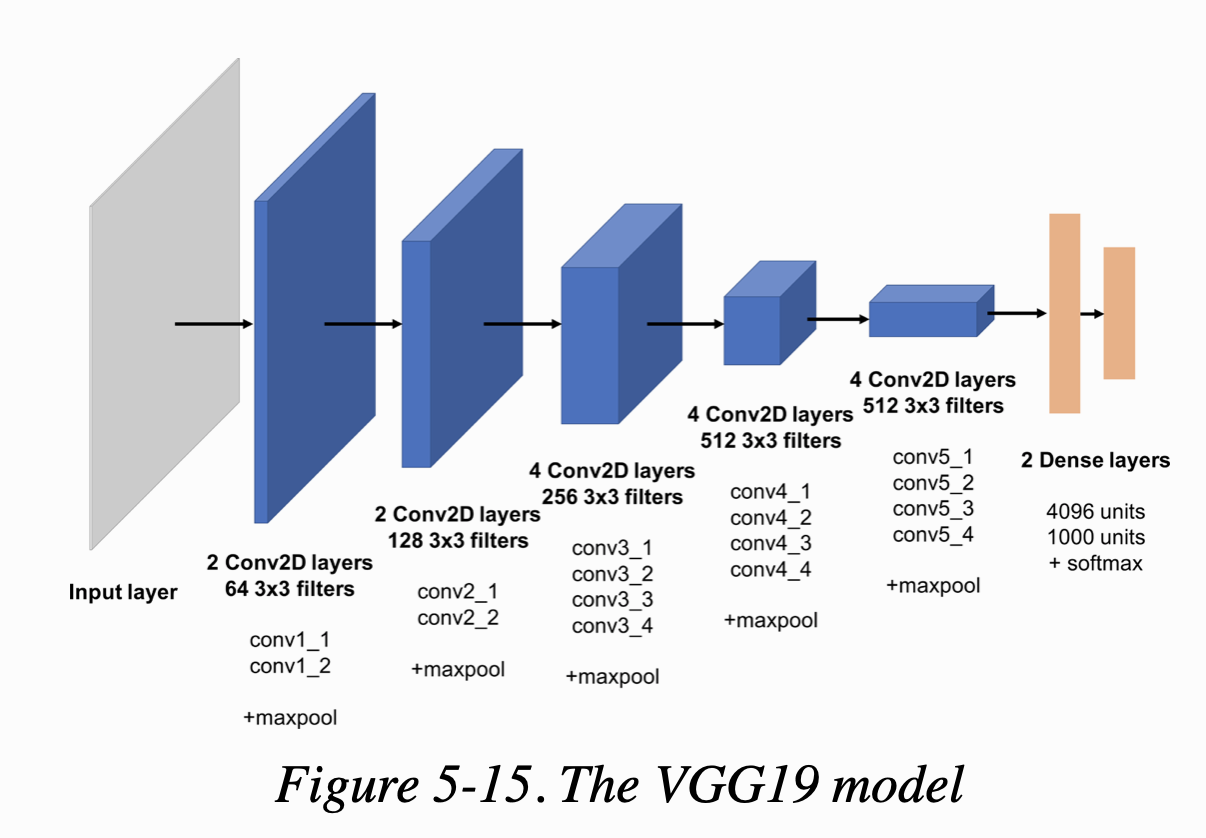 Input layer
2 Conv2D layers
64 3x3 filters
conv1_1
conv1_2
+maxpool
2 Conv2D layers
128 3x3 filters
conv2_1
conv2_2
+maxpool
4 Conv2D layers
256 3x3 filters
conv3_1
conv3_2
conv3_3
conv3_4
+maxpool
4 Conv2D layers
512 3x3 filters
conv4_1
conv4_2
conv4_3
conv4_4
+maxpool
4 Conv2D layers
512 3x3 filters
conv5_1
conv5_2
conv5_3
conv5_4
+maxpool
2 Dense layers
4096 units
1000 units
+ softmax
Figure 5-15. The VGG19 model